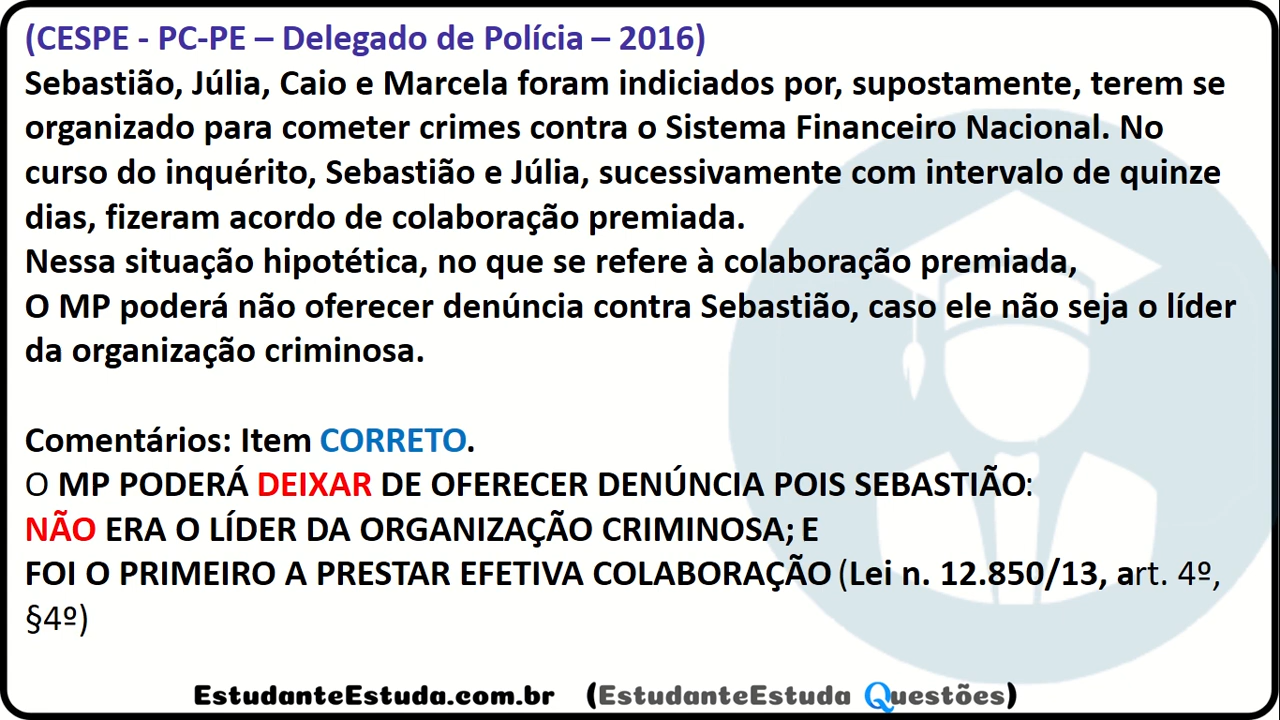 (CESPE - PC-PE – Delegado de Polícia – 2016)
Sebastião, Júlia, Caio e Marcela foram indiciados por, supostamente, terem se
organizado para cometer crimes contra o Sistema Financeiro Nacional. No
curso do inquérito, Sebastião e Júlia, sucessivamente com intervalo de quinze
dias, fizeram acordo de colaboração premiada.
Nessa situação hipotética, no que se refere à colaboração premiada,
O MP poderá não oferecer denúncia contra Sebastião, caso ele não seja o líder
da organização criminosa.
Comentários: Item CORRETO.
O MP PODERÁ DEIXAR DE OFERECER DENÚNCIA POIS SEBASTIÃO:
NÃO ERA O LÍDER DA ORGANIZAÇÃO CRIMINOSA; E
FOI O PRIMEIRO A PRESTAR EFETIVA COLABORAÇÃO (Lei n. 12.850/13, art. 4º,
§4º)
EstudanteEstuda.com.br (EstudanteEstuda Questões)